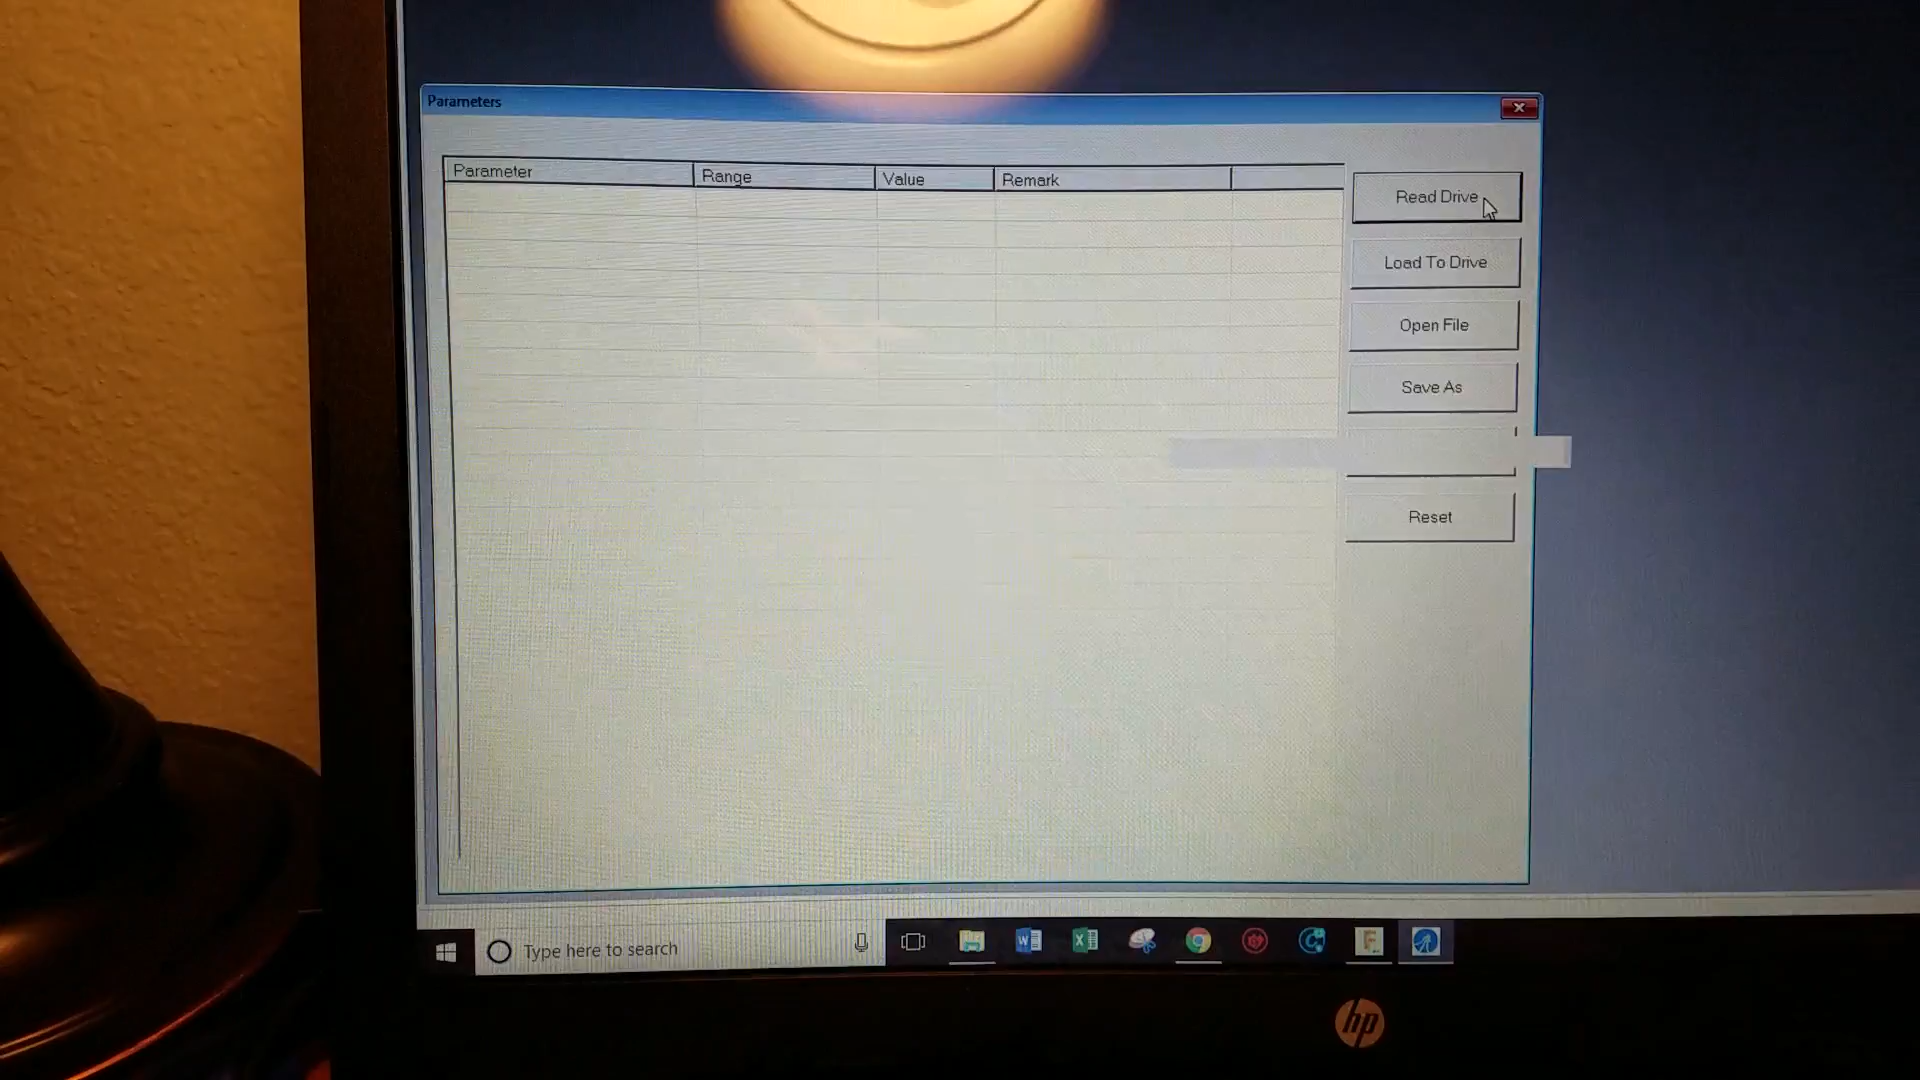 Parameters
Parameter Range Value Remark
Read Drive
Load To Drive
Open File
Save As
Reset
Type here to search
hp